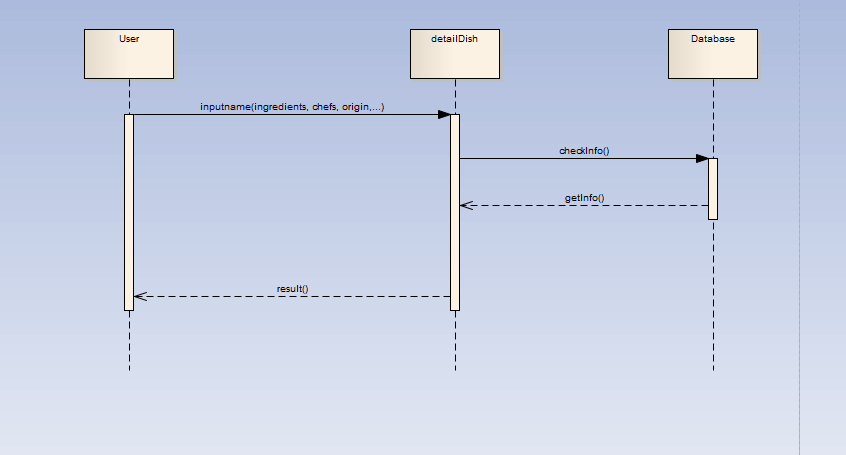 User
detailDish
Database
inputname(ingredients, chefs, origin,...)
checkInfo()
getInfo()
result()